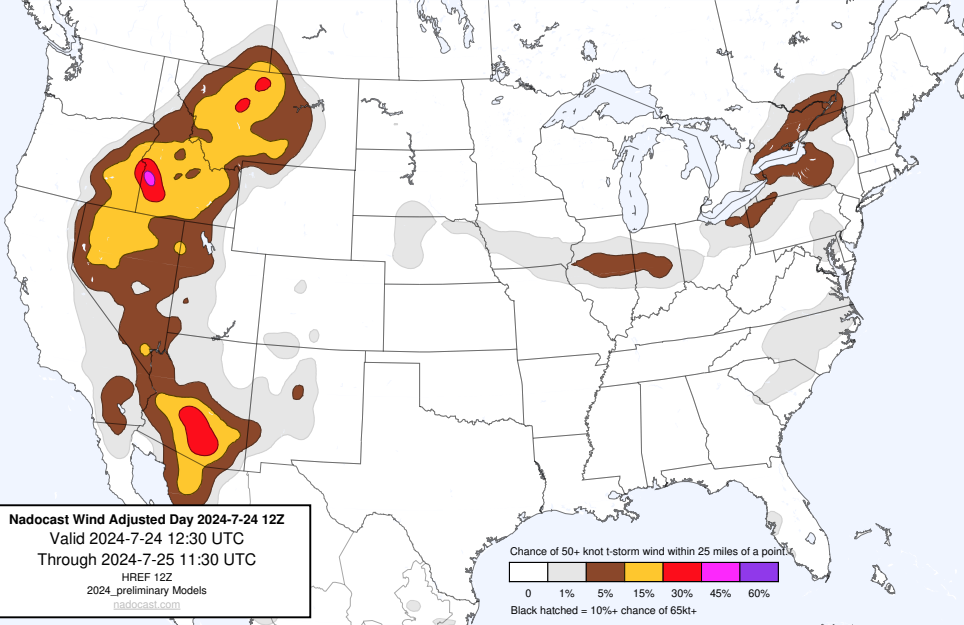 Nadocast Wind Adjusted Day 2024-7-24 12Z
Valid 2024-7-24 12:30 UTC
Through 2024-7-25 11:30 UTC
HREF 12Z
2024_preliminary Models
nadocast.com
Chance of 50+ knot t-storm wind within 25 miles of a point.
0 1% 5% 15% 30% 45% 60%
Black hatched = 10%+ chance of 65kt+